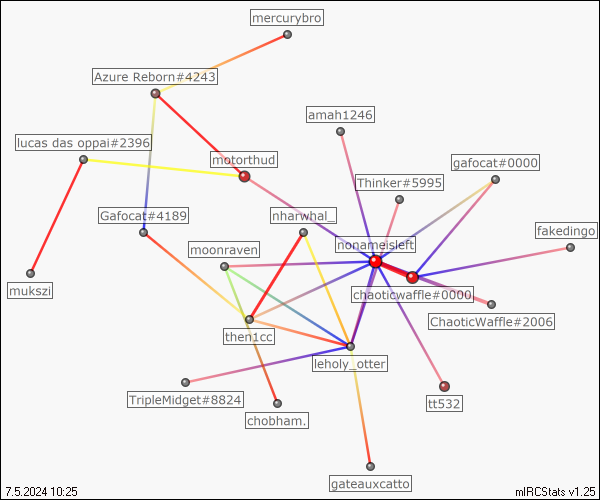 mercurybro
Azure Reborn#4243
amah1246
lucas das oppai#2396
motorthud
gafocat#0000
Thinker#5995
Gafocat#4189
nharwhal_
fakedingo
moonraven
nonameisleft
mukszi
chaoticwaffle#0000
ChaoticWaffle#2006
then1cc
leholy_otter
TripleMidget#8824
tt532
chobham.
gateauxcatto
7.5.2024 10:25
mIRCStats v1.25